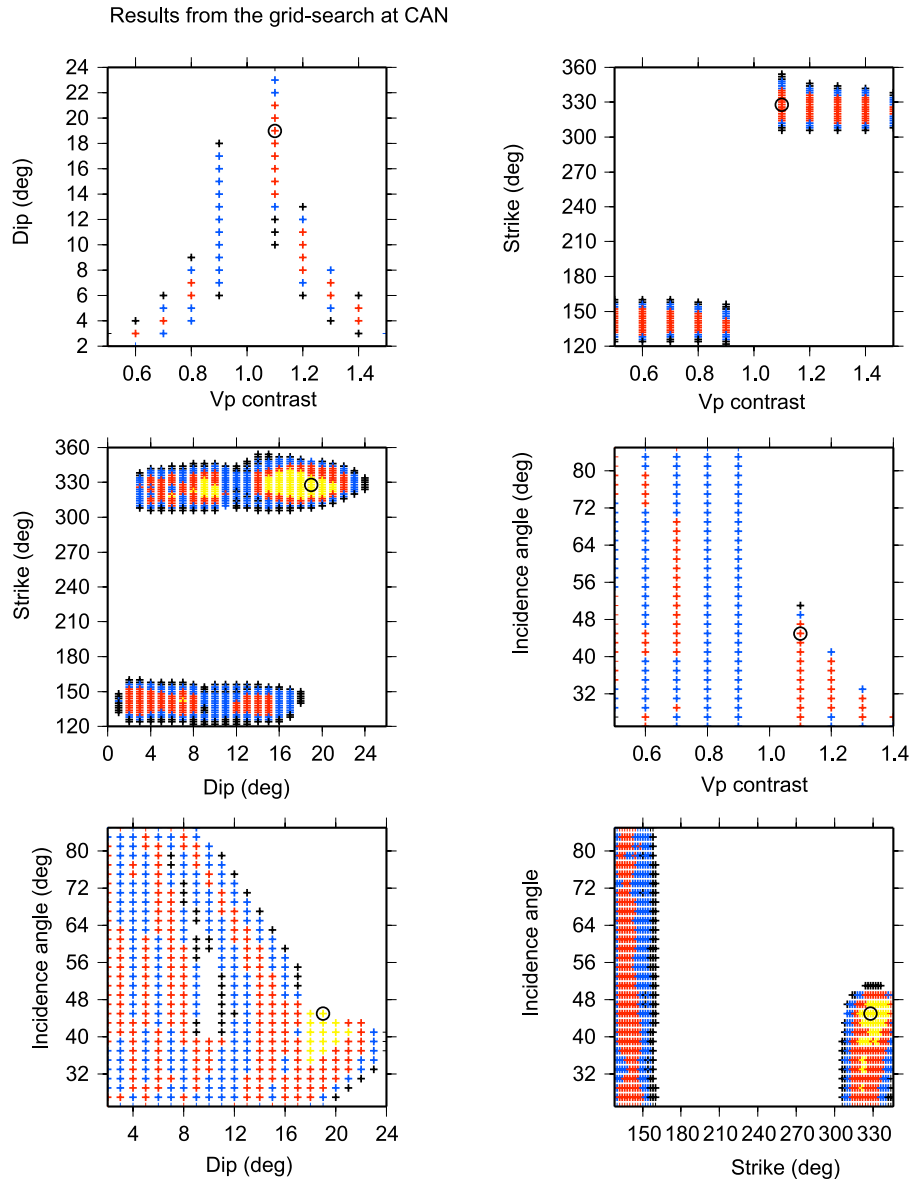 Results from the grid-search at CAN
24
22
20
18
16
14
12
10
8
6
4
2
Dip (deg)
0.6 0.8 1.0 1.2 1.4
Vp contrast
360
330
300
270
240
210
180
150
120
Strike (deg)
0.6 0.8 1.0 1.2 1.4
Vp contrast
360
330
300
270
240
210
180
150
120
Strike (deg)
0 4 8 12 16 20 24
Dip (deg)
80
72
64
56
48
40
32
Incidence angle (deg)
0.6 0.8 1.0 1.2 1.4
Vp contrast
80
72
64
56
48
40
32
Incidence angle (deg)
4 8 12 16 20 24
Dip (deg)
80
72
64
56
48
40
32
Incidence angle
150 180 210 240 270 300 330
Strike (deg)